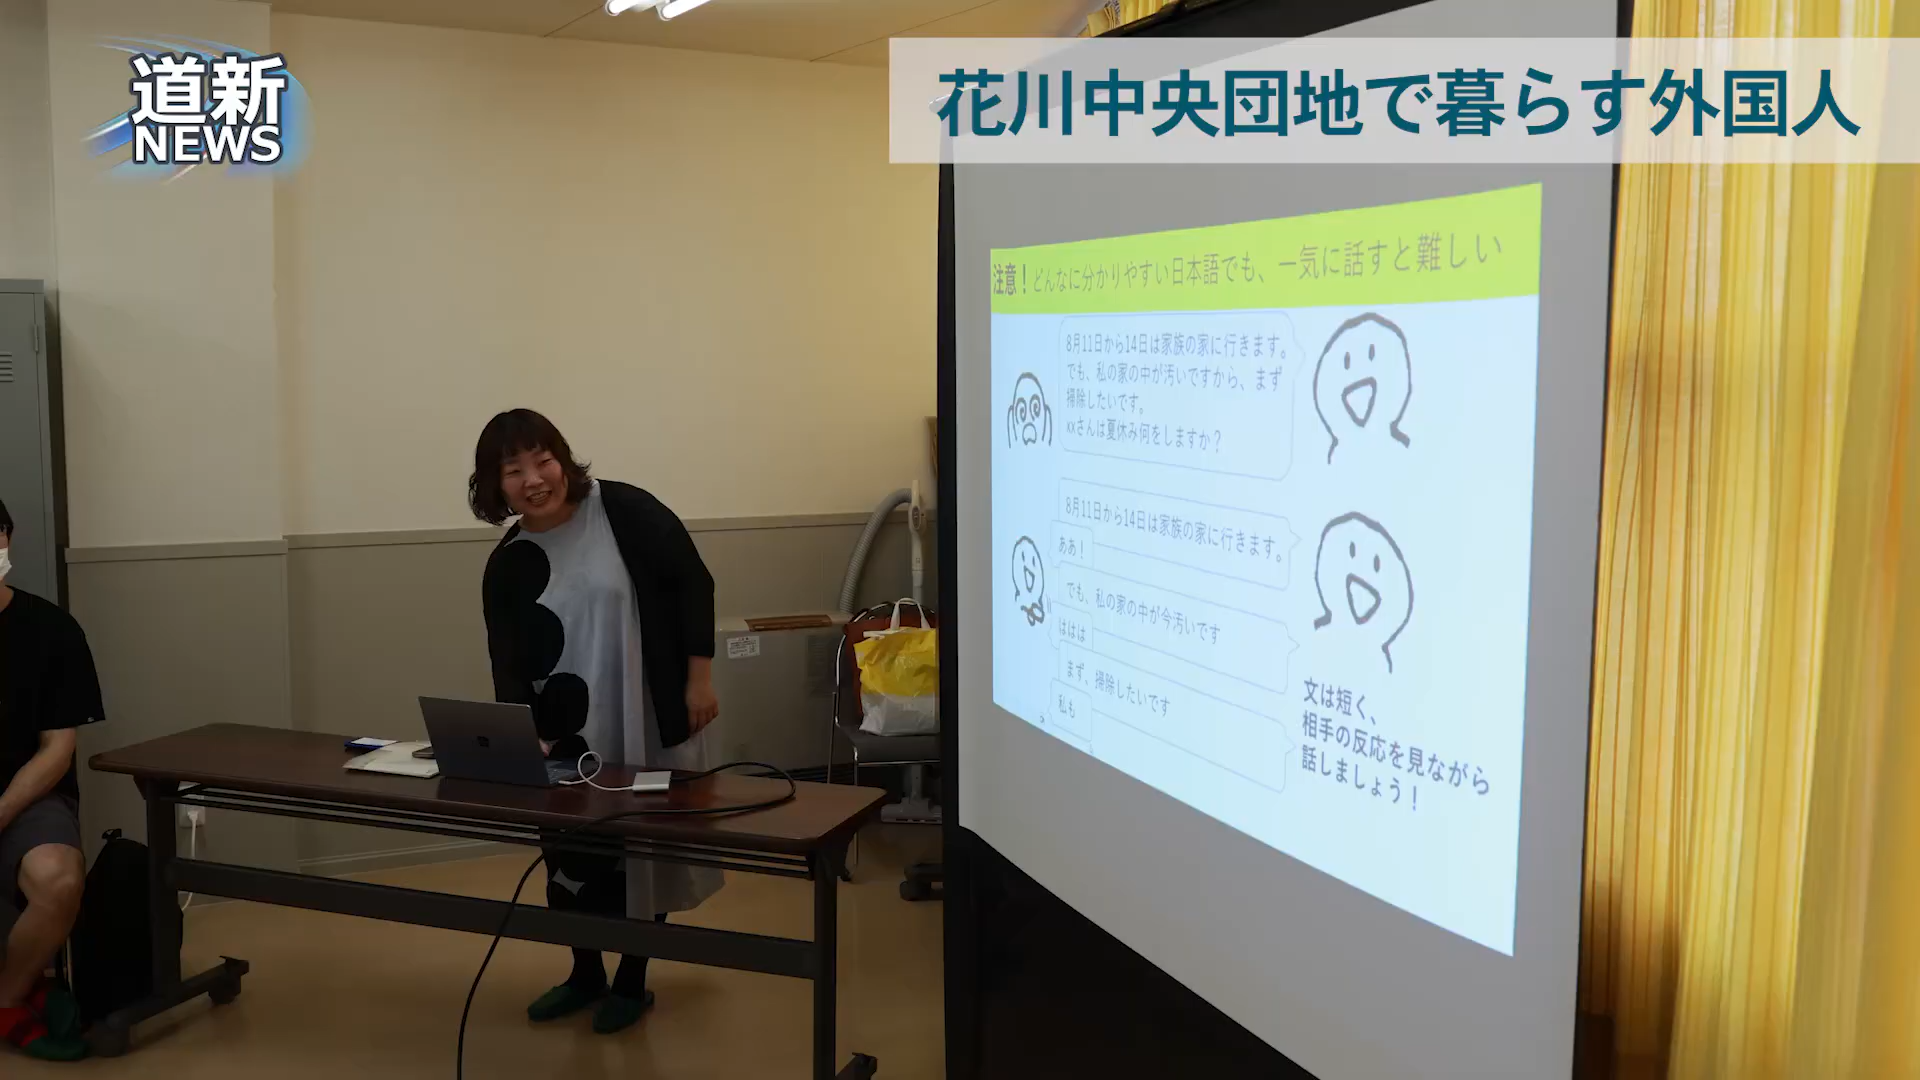 道新
NEWS
花川中央団地で暮らす外国人
注意！どんなに分かりやすい日本語でも、一気に話すと難しい
8月11日から14日は家族の家に行きます。
でも、私の家の中が汚いですから、まず
掃除したいです。
xxさんは夏休み何をしますか？
8月11日から14日は家族の家に行きます。
ああ！
でも、私の家の中が今汚いです
ははは
まず、掃除したいです
私も
文は短く、
相手の反応を見ながら
話しましょう！